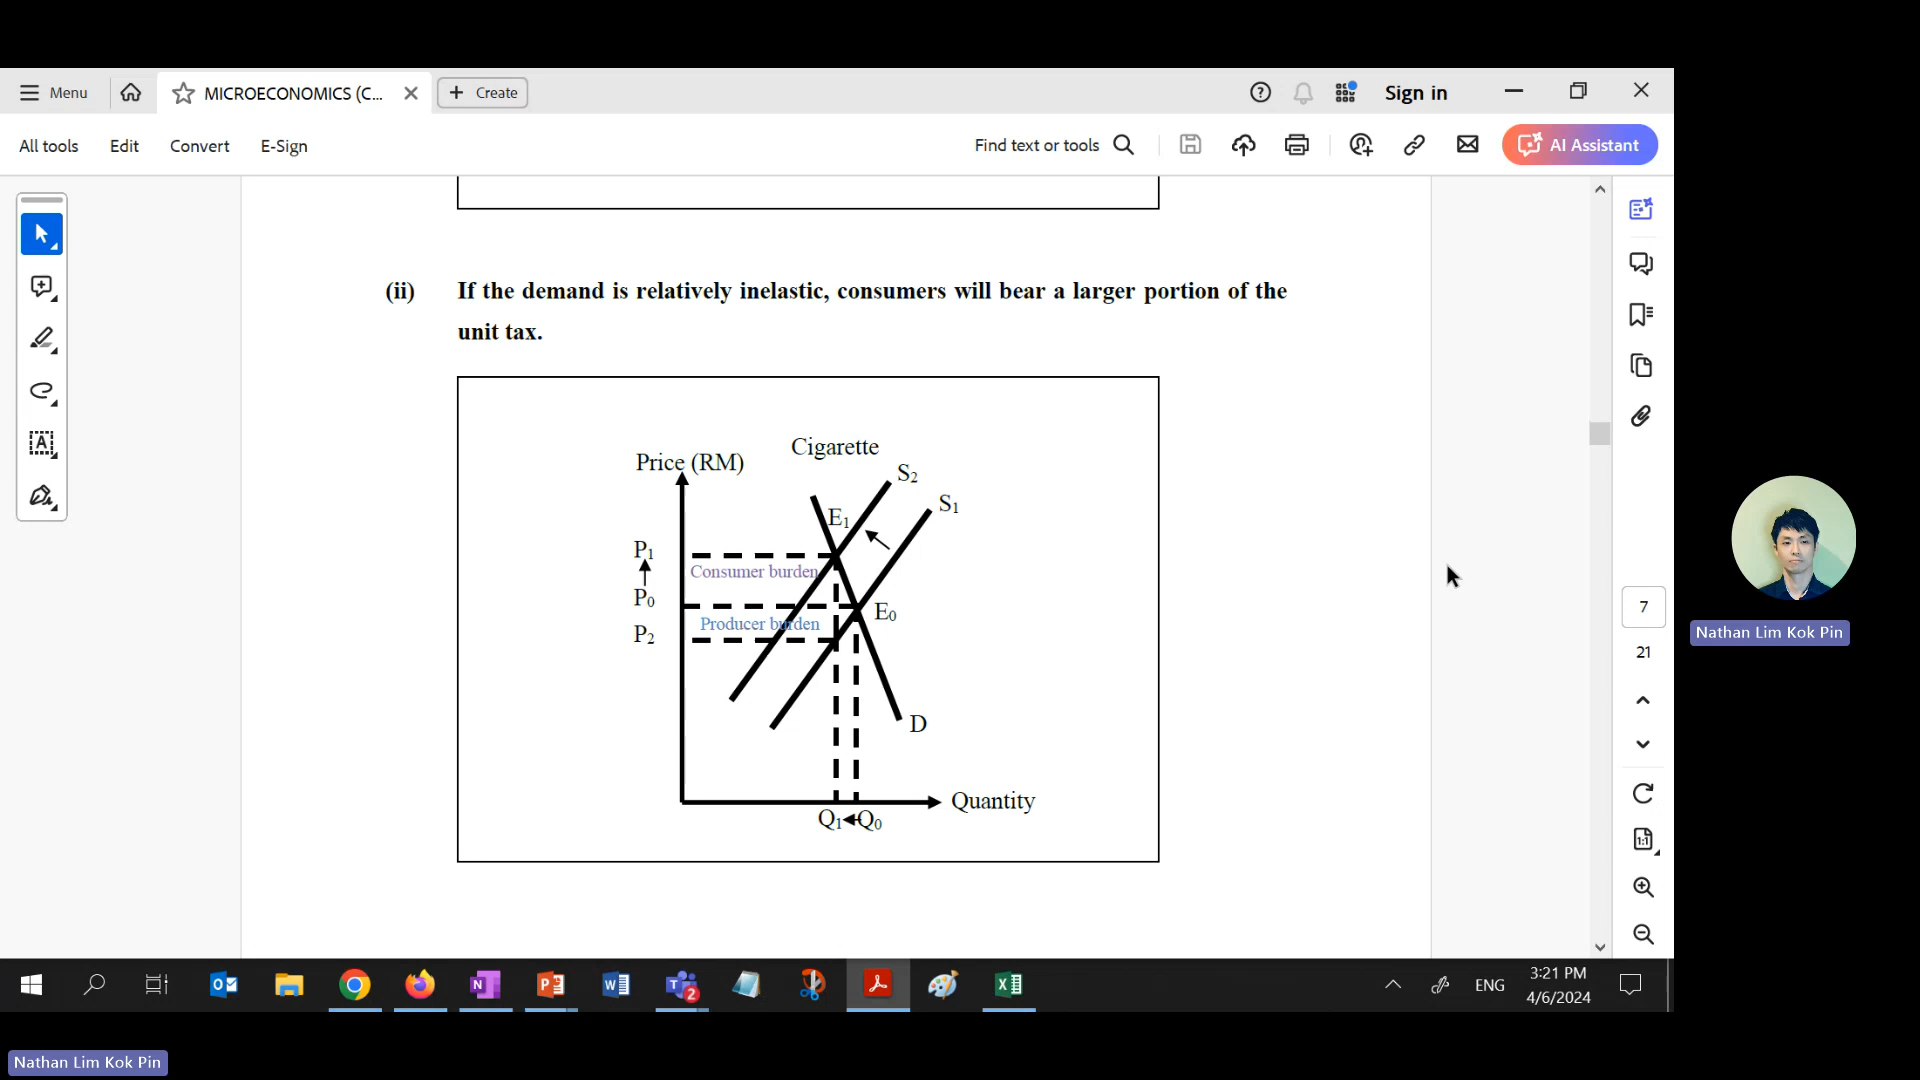 Menu
MICROECONOMICS (C...
Create
Sign in
All tools
Edit
Convert
E-Sign
Find text or tools
AI Assistant
(ii) If the demand is relatively inelastic, consumers will bear a larger portion of the
unit tax.
Cigarette
Price (RM)
S2
S1
E1
P1
Consumer burden
P0
E0
Producer burden
P2
D
Quantity
Q1
Q0
7
21
Nathan Lim Kok Pin
2
ENG
3:21 PM
4/6/2024
Nathan Lim Kok Pin